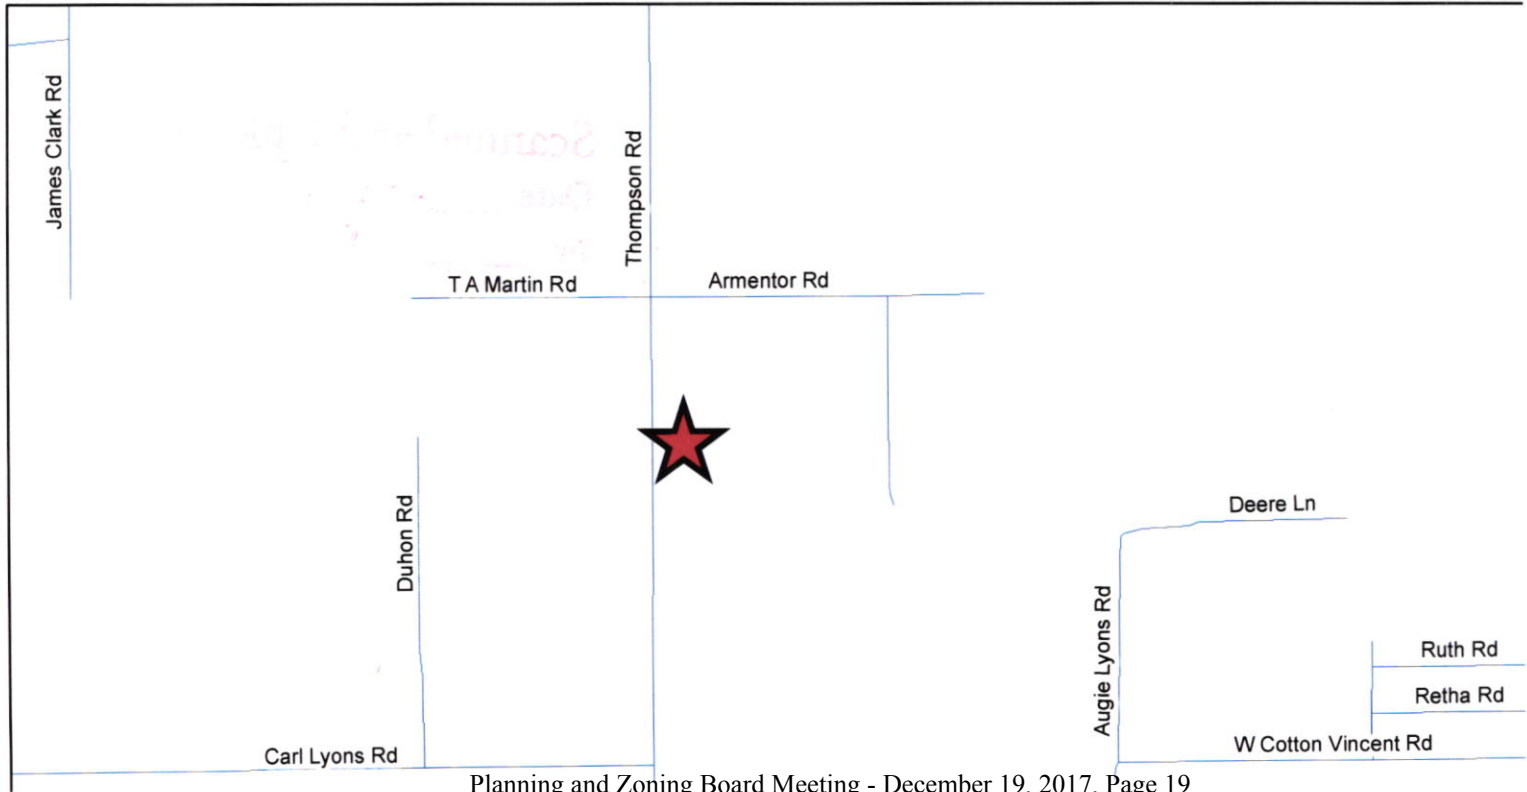 James Clark Rd
Thompson Rd
T A Martin Rd
Armentor Rd
Duhon Rd
Deere Ln
Augie Lyons Rd
Ruth Rd
Retha Rd
W Cotton Vincent Rd
Carl Lyons Rd
Planning and Zoning Board Meeting - December 19, 2017, Page 19